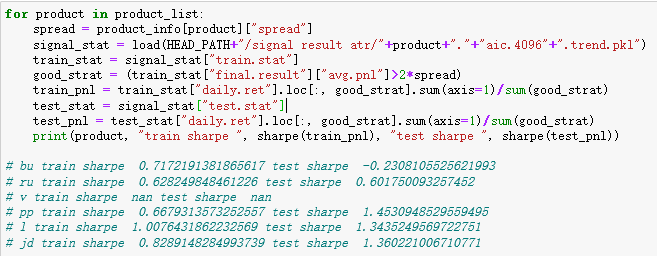 for product in product_list:
    spread = product_info[product]["spread"]
    signal_stat = load(HEAD_PATH+"/signal result atr/"+product+"."+"aic.4096"+".trend.pkl")
    train_stat = signal_stat["train.stat"]
    good_strat = (train_stat["final.result"]["avg.pnl"]>2*spread)
    train_pnl = train_stat["daily.ret"].loc[:, good_strat].sum(axis=1)/sum(good_strat)
    test_stat = signal_stat["test.stat"]
    test_pnl = test_stat["daily.ret"].loc[:, good_strat].sum(axis=1)/sum(good_strat)
    print(product, "train sharpe ", sharpe(train_pnl), "test sharpe ", sharpe(test_pnl))

# bu train sharpe  0.7172191381865617 test sharpe  -0.2308105525621993
# ru train sharpe  0.628249848461226 test sharpe  0.601750093257452
# v train sharpe  nan test sharpe  nan
# pp train sharpe  0.6679313573252557 test sharpe  1.4530948529559495
# l train sharpe  1.0076431862232569 test sharpe  1.3435249569722751
# jd train sharpe  0.8289148284993739 test sharpe  1.360221006710771